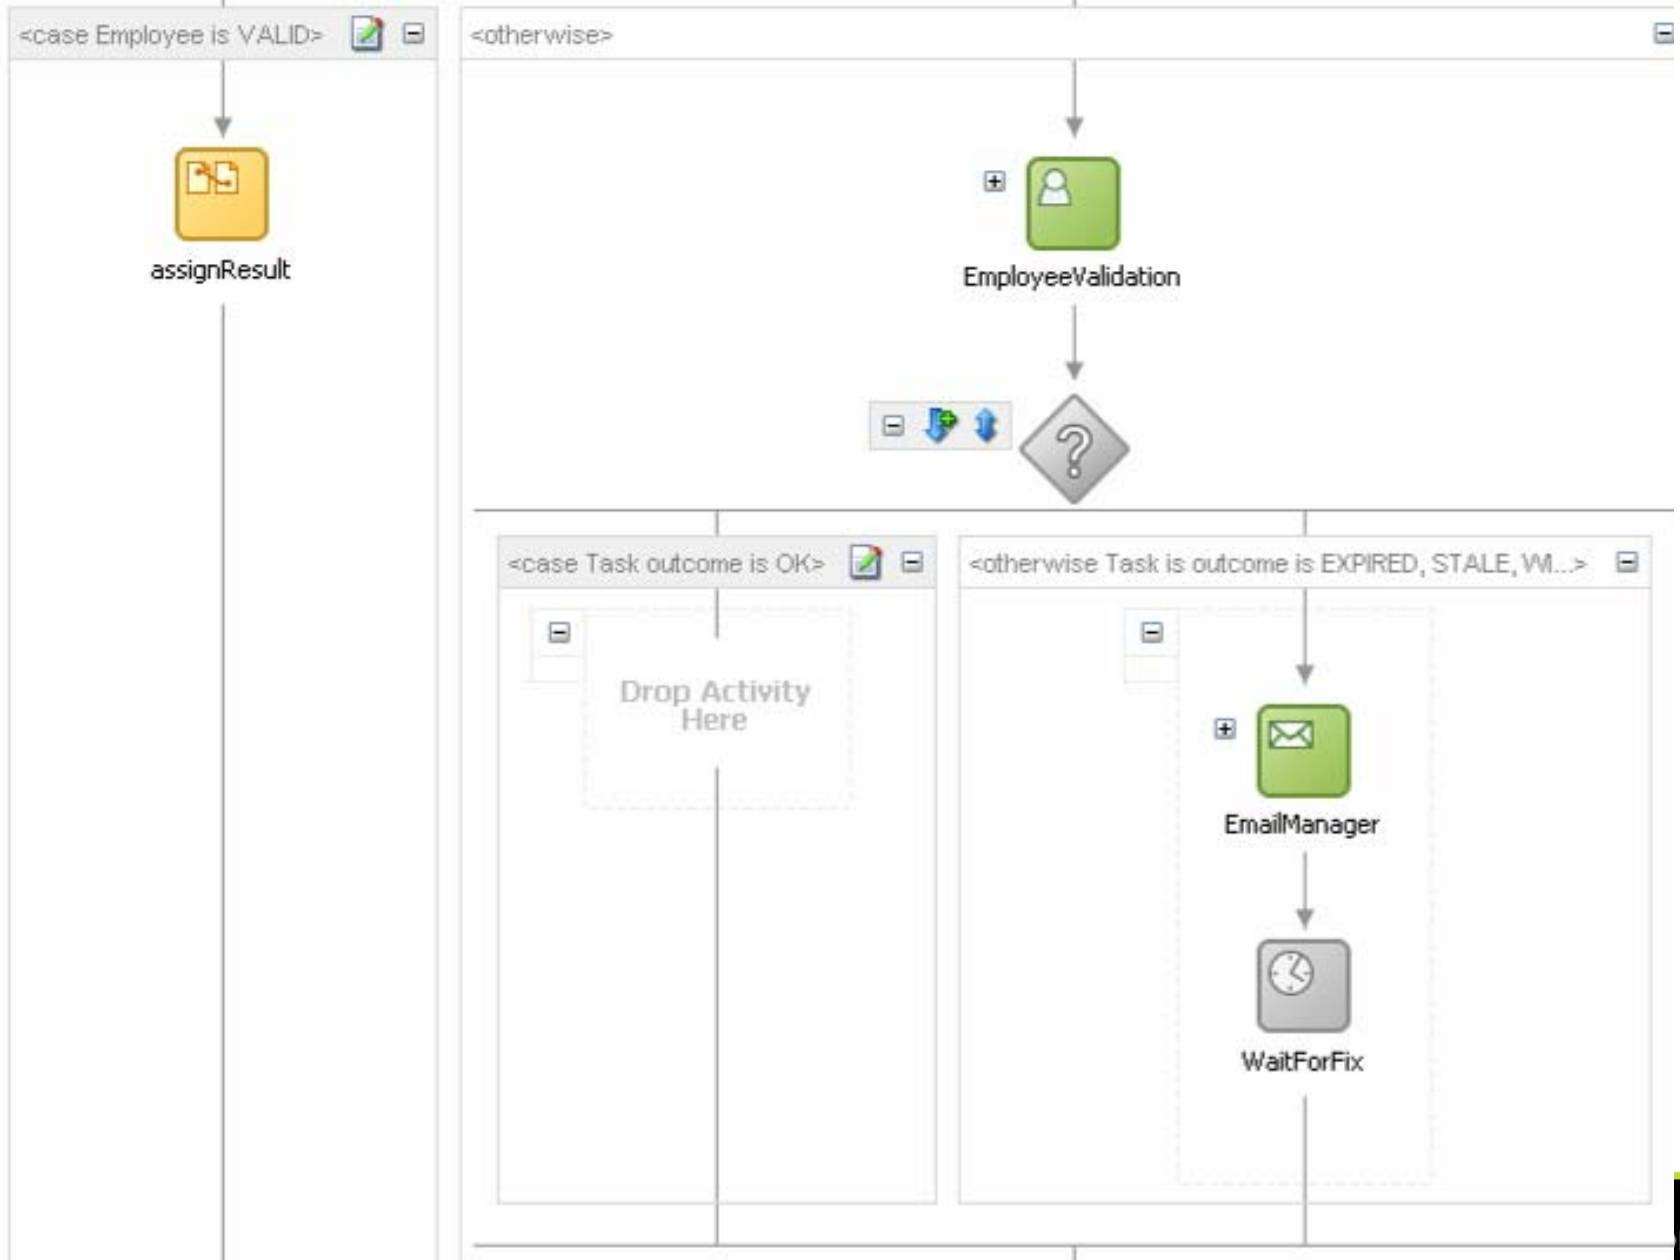 <case Employee is VALID>
<otherwise>
assignResult
EmployeeValidation
?
<case Task outcome is OK>
<otherwise Task is outcome is EXPIRED, STALE, WI...>
Drop Activity
Here
EmailManager
WaitForFix